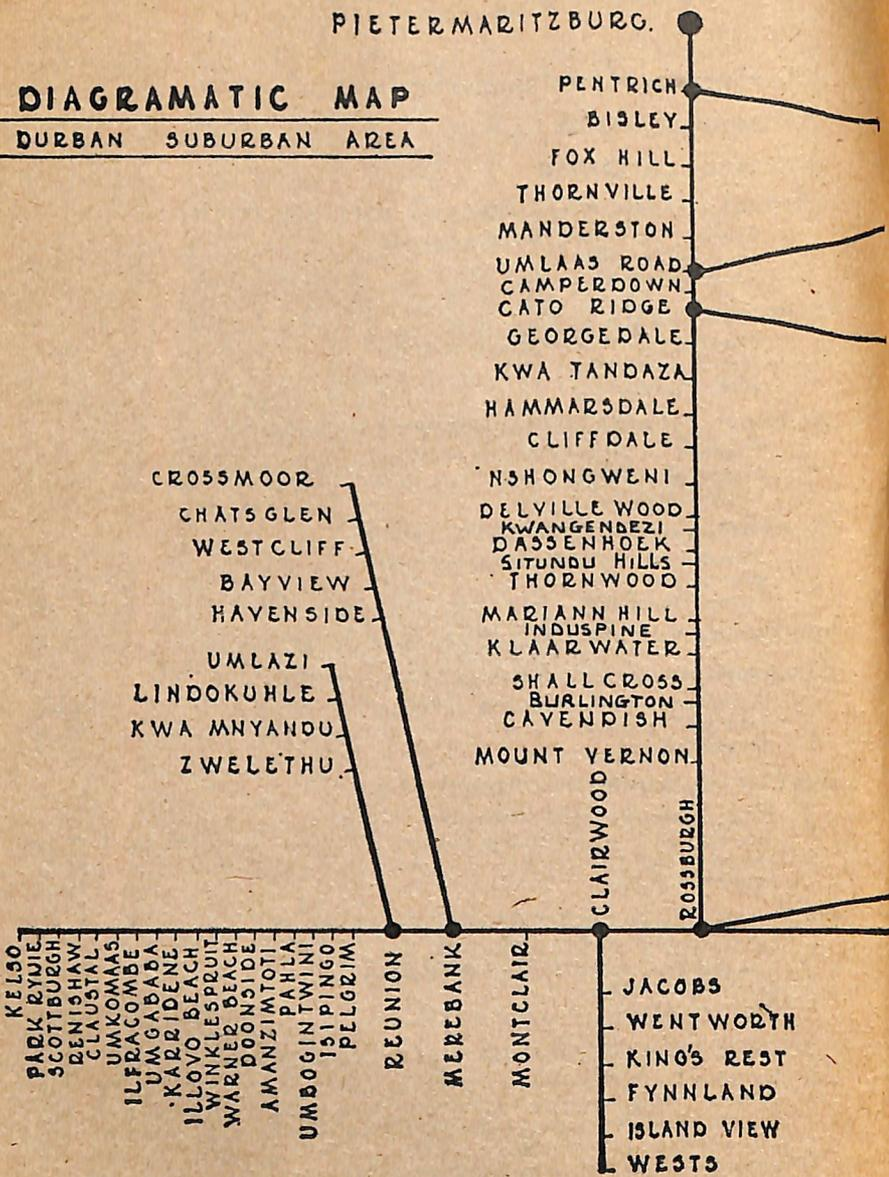 PIETERMARITZBURG.
DIAGRAMATIC MAP
DURBAN SUBURBAN AREA
PENTRICH
BISLEY
FOX HILL
THORNVILLE
MANDERSTON
UMLAAS ROAD
CAMPERDOWN
CATO RIDGE
GEORGEDALE
KWA TANDAZA
HAMMARSDALE
CLIFFDALE
NSHONGWENI
DELVILLE WOOD
KWANGENDEZI
DASSENHOEK
SITUNDU HILLS
THORNWOOD
MARIANN HILL
INDUSPINE
KLAARWATER
SHALLCROSS
BURLINGTON
CAVENDISH
MOUNT VERNON
CROSSMOOR
CHATSGLEN
WESTCLIFF
BAYVIEW
HAVENSIDE
UMLAZI
LINDOKUHLE
KWA MNYANDU
ZWELETHU
CLAIRWOOD
ROSSBURGH
KELSO
PARK RYNIE
SCOTTBURGH
RENISHAW
CLAUSTAL
UMKOMAAS
ILFRACOMBE
UMGABABA
KARRIDENE
ILLOVO BEACH
WINKLESPRUIT
WARNER BEACH
DOONSIDE
AMANZIMTOTI
PAHLA
UMBOGINTWINI
ISIPINGO
PELGRIM
REUNION
MEREBANK
MONTCLAIR
JACOBS
WENTWORTH
KING'S REST
FYNNLAND
ISLAND VIEW
WESTS